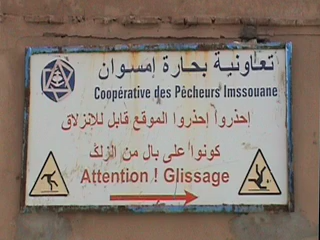 تعاونية بحارة إمسوان
Coopérative des Pêcheurs Imssouane
إحذروا إحذروا الموقع قابل للإنزلاق
كونوا على بال من الزلك
Attention ! Glissage